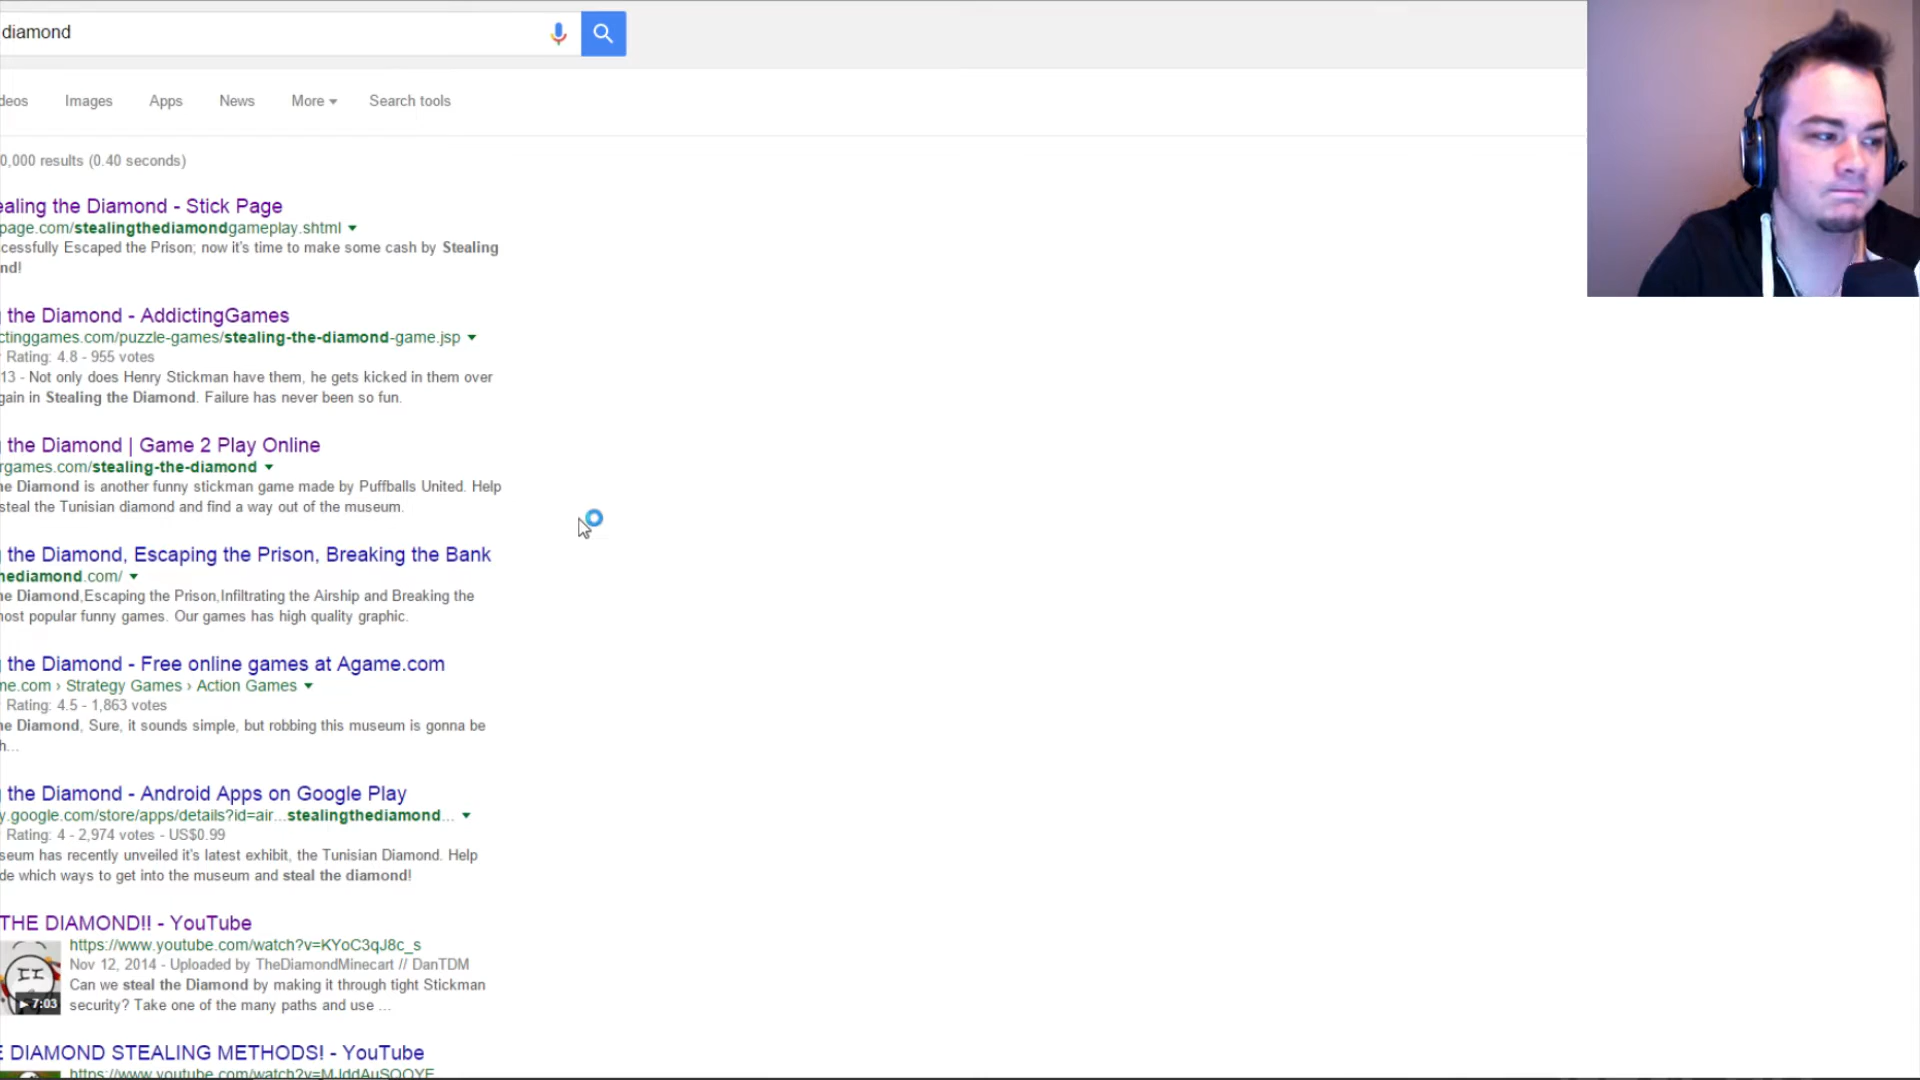 diamond
deos Images Apps News More Search tools
0,000 results (0.40 seconds)
ealing the Diamond - Stick Page
page.com/stealingthediamondgameplay.shtml
ccessfully Escaped the Prison; now it's time to make some cash by Stealing
nd!
the Diamond - AddictingGames
ctinggames.com/puzzle-games/stealing-the-diamond-game.jsp
Rating: 4.8 - 955 votes
13 - Not only does Henry Stickman have them, he gets kicked in them over
gain in Stealing the Diamond. Failure has never been so fun.
the Diamond | Game 2 Play Online
rgames.com/stealing-the-diamond
he Diamond is another funny stickman game made by Puffballs United. Help
steal the Tunisian diamond and find a way out of the museum.
the Diamond, Escaping the Prison, Breaking the Bank
hediamond.com/
he Diamond,Escaping the Prison,Infiltrating the Airship and Breaking the
most popular funny games. Our games has high quality graphic.
the Diamond - Free online games at Agame.com
me.com › Strategy Games › Action Games
Rating: 4.5 - 1,863 votes
he Diamond, Sure, it sounds simple, but robbing this museum is gonna be
h...
the Diamond - Android Apps on Google Play
y.google.com/store/apps/details?id=air...stealingthediamond...
Rating: 4 - 2,974 votes - US$0.99
seum has recently unveiled it's latest exhibit, the Tunisian Diamond. Help
de which ways to get into the museum and steal the diamond!
THE DIAMOND!! - YouTube
https://www.youtube.com/watch?v=KYoC3qJ8c_s
Nov 12, 2014 - Uploaded by TheDiamondMinecart // DanTDM
Can we steal the Diamond by making it through tight Stickman
7:03 security? Take one of the many paths and use ...
E DIAMOND STEALING METHODS! - YouTube
https://www.youtube.com/watch?v=MJddAuSOOYE